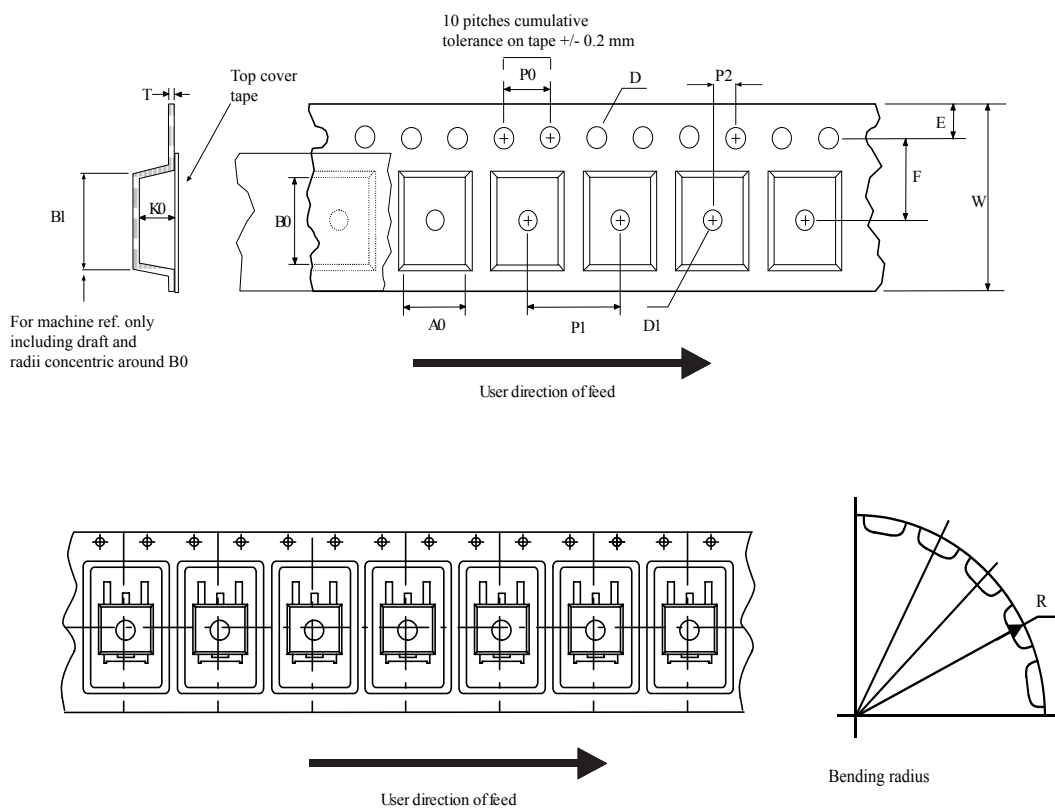 10 pitches cumulative
tolerance on tape +/- 0.2 mm
Top cover
tape
T
P0
D
P2
E
F
W
B1
K0
B0
A0
P1
D1
For machine ref. only
including draft and
radii concentric around B0
User direction of feed
R
Bending radius
User direction of feed